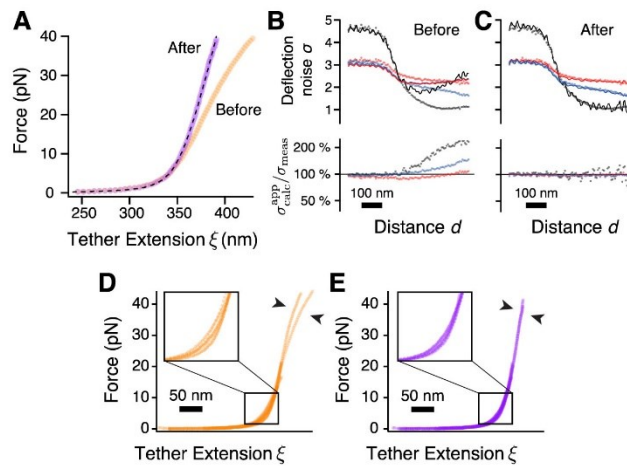 A
After
Before
Force (pN)
40
30
20
10
0
250 300 350 400
Tether Extension ξ (nm)
B
Before
Deflection
noise σ
5
4
3
2
1
σ^app_calc/σ_meas
150 %
100 %
50 %
100 nm
Distance d
C
After
100 nm
Distance d
D
Force (pN)
40
30
20
10
0
50 nm
Tether Extension ξ
E
Force (pN)
40
30
20
10
0
50 nm
Tether Extension ξ